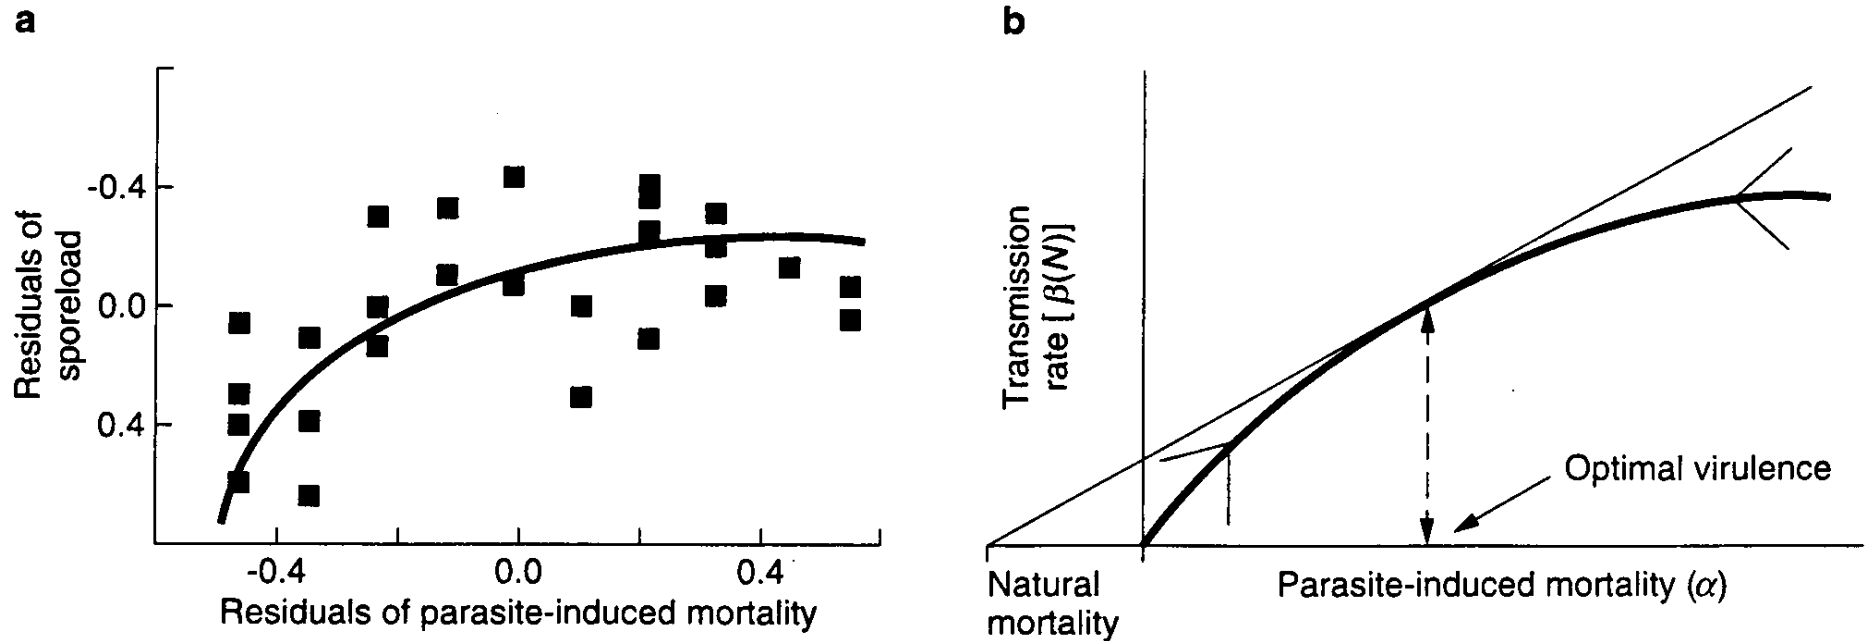 a
Residuals of
sporeload
-0.4
0.0
0.4
-0.4
0.0
0.4
Residuals of parasite-induced mortality
b
Transmission
rate [ β(N)]
Optimal virulence
Natural
mortality
Parasite-induced mortality (α)